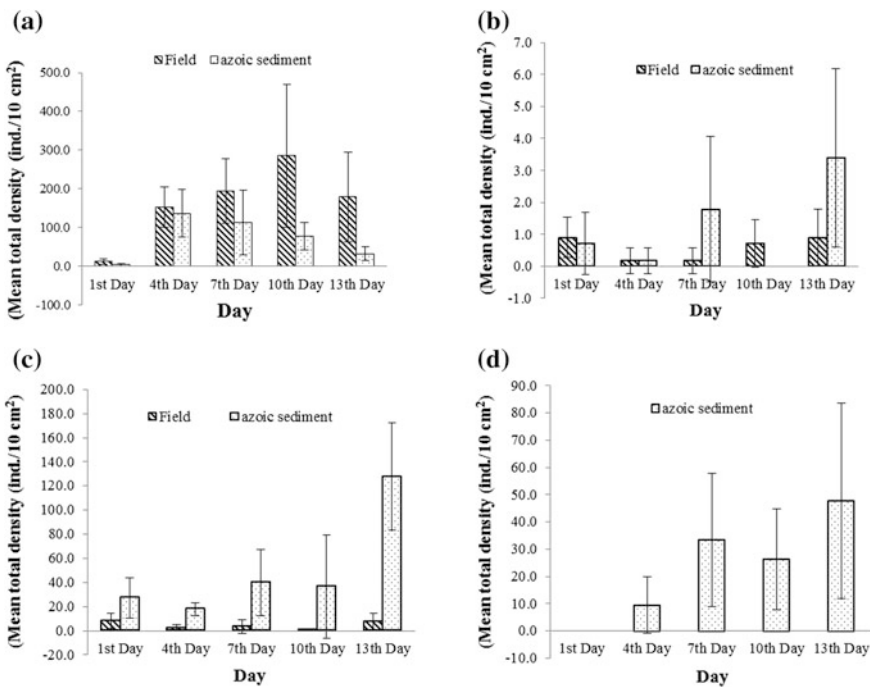 (a)
Field azoic sediment
(Mean total density (ind./10 cm²)
500.0
400.0
300.0
200.0
100.0
0.0
-100.0
1st Day 4th Day 7th Day 10th Day 13th Day
Day
(b)
Field azoic sediment
(Mean total density (ind./10 cm²)
7.0
6.0
5.0
4.0
3.0
2.0
1.0
0.0
-1.0
1st Day 4th Day 7th Day 10th Day 13th Day
Day
(c)
Field azoic sediment
(Mean total density (ind./10 cm²)
200.0
180.0
160.0
140.0
120.0
100.0
80.0
60.0
40.0
20.0
0.0
-20.0
1st Day 4th Day 7th Day 10th Day 13th Day
Day
(d)
azoic sediment
(Mean total density (ind./10 cm²)
90.0
80.0
70.0
60.0
50.0
40.0
30.0
20.0
10.0
0.0
-10.0
1st Day 4th Day 7th Day 10th Day 13th Day
Day